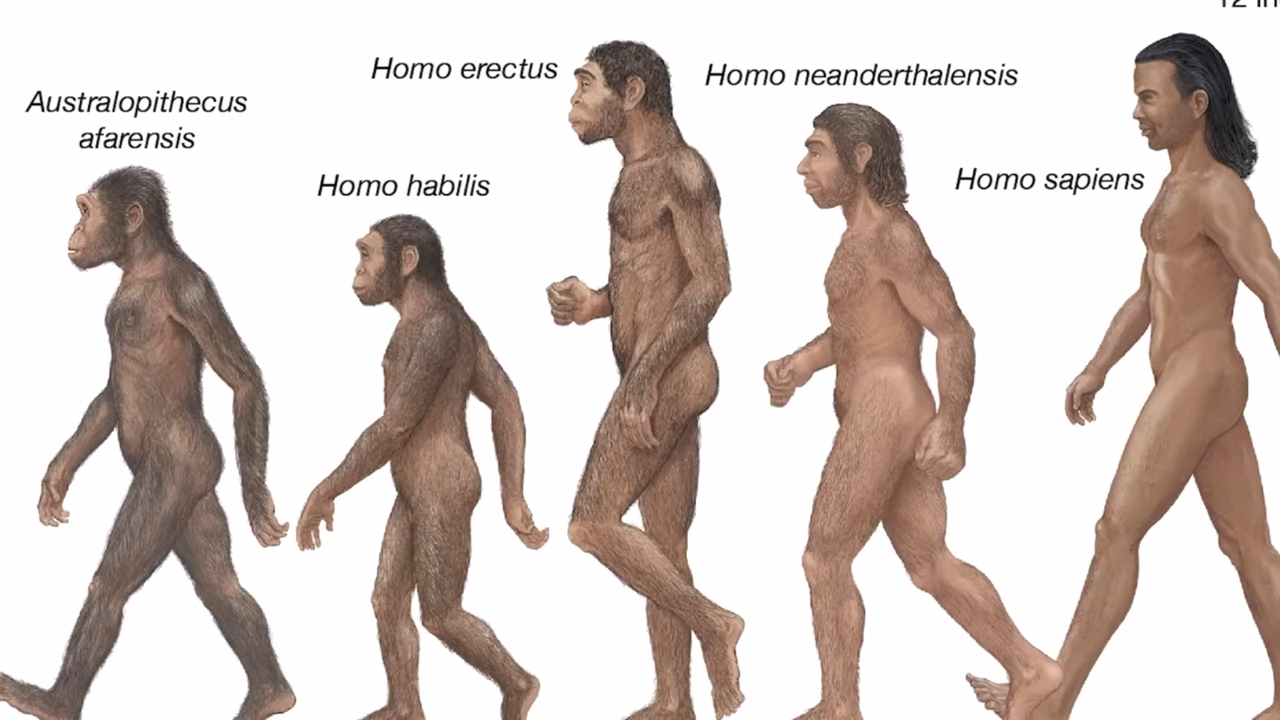 Homo erectus
Homo neanderthalensis
Australopithecus
afarensis
Homo sapiens
Homo habilis